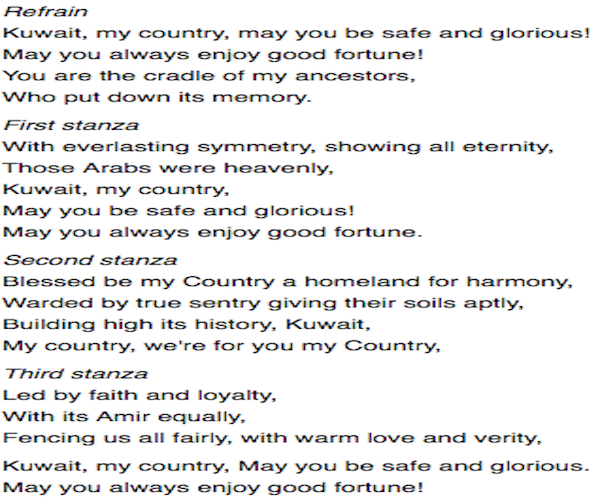 Refrain
Kuwait, my country, may you be safe and glorious!
May you always enjoy good fortune!
You are the cradle of my ancestors,
Who put down its memory.
First stanza
With everlasting symmetry, showing all eternity,
Those Arabs were heavenly,
Kuwait, my country,
May you be safe and glorious!
May you always enjoy good fortune.
Second stanza
Blessed be my Country a homeland for harmony,
Warded by true sentry giving their soils aptly,
Building high its history, Kuwait,
My country, we're for you my Country,
Third stanza
Led by faith and loyalty,
With its Amir equally,
Fencing us all fairly, with warm love and verity,
Kuwait, my country, May you be safe and glorious.
May you always enjoy good fortune!